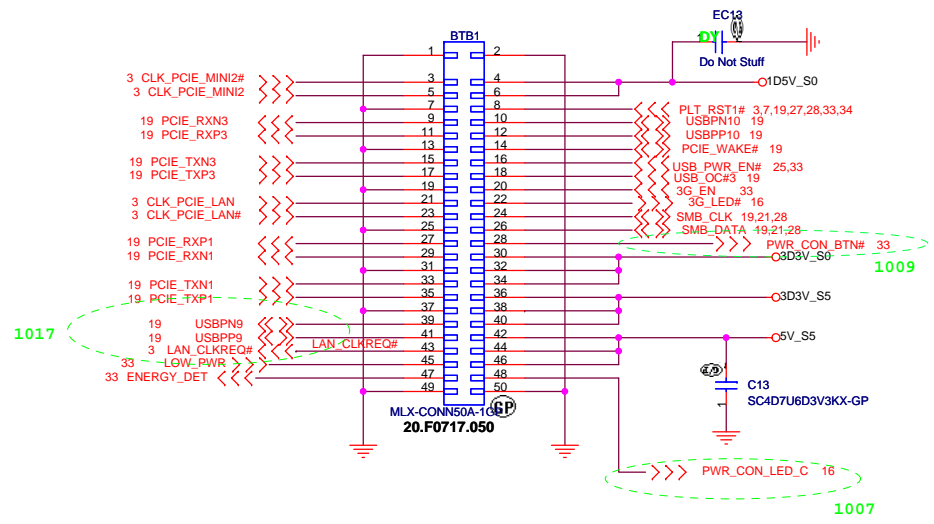 EC13
DY
1
Do Not Stuff
BTB1
1 2
3 CLK_PCIE_MINI2# 3 4 1D5V_S0
3 CLK_PCIE_MINI2 5 6
7 8 PLT_RST1# 3,7,19,27,28,33,34
19 PCIE_RXN3 9 10 USBPN10 19
19 PCIE_RXP3 11 12 USBPP10 19
13 14 PCIE_WAKE# 19
19 PCIE_TXN3 15 16 USB_PWR_EN# 25,33
19 PCIE_TXP3 17 18 USB_OC#3 19
19 20 3G_EN 33
3 CLK_PCIE_LAN 21 22 3G_LED# 16
3 CLK_PCIE_LAN# 23 24 SMB_CLK 19,21,28
25 26 SMB_DATA 19,21,28
19 PCIE_RXP1 27 28 PWR_CON_BTN# 33
19 PCIE_RXN1 29 30 3D3V_S0
1009
31 32
19 PCIE_TXN1 33 34
19 PCIE_TXP1 35 36 3D3V_S5
37 38
1017
19 USBPN9 39 40
19 USBPP9 41 42 5V_S5
3 LAN_CLKREQ# LAN_CLKREQ# 43 44
33 LOW_PWR 45 46
33 ENERGY_DET 47 48
49 50
C13
SC4D7U6D3V3KX-GP
1
MLX-CONN50A-1GP
GP
20.F0717.050
PWR_CON_LED_C 16
1007